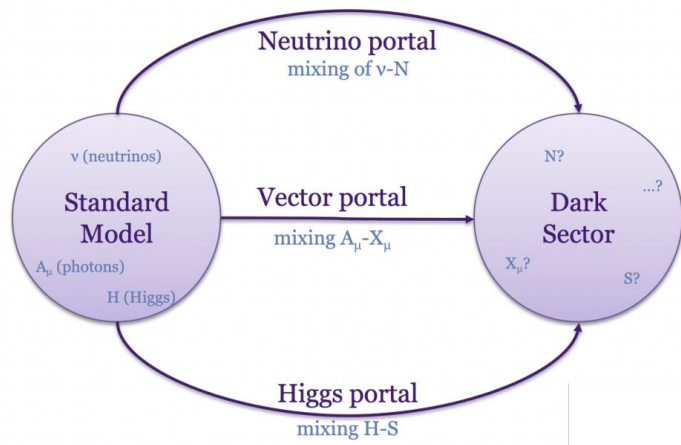 Neutrino portal
mixing of ν-N
ν (neutrinos)
Standard
Model
Aμ (photons)
H (Higgs)
Vector portal
mixing Aμ-Xμ
N?
...?
Dark
Sector
Xμ?
S?
Higgs portal
mixing H-S